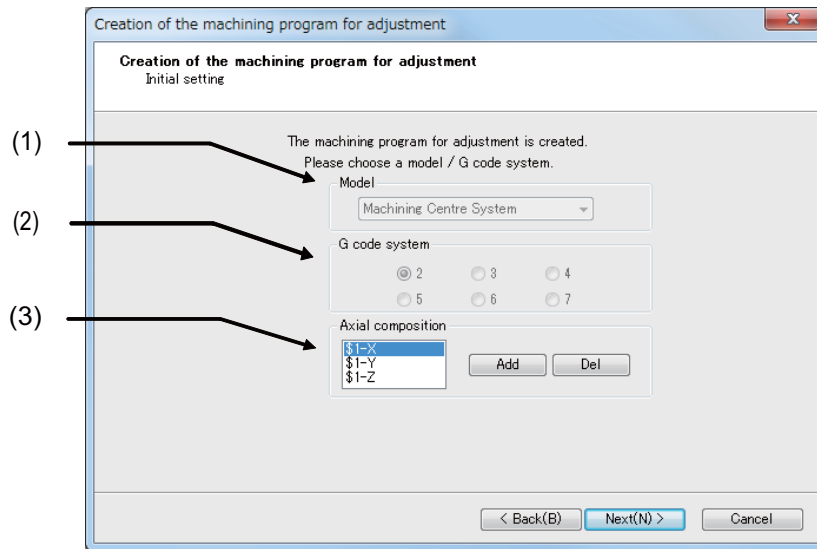 Creation of the machining program for adjustment
Creation of the machining program for adjustment
Initial setting
(1)
The machining program for adjustment is created.
Please choose a model / G code system.
Model
Machining Centre System
(2)
G code system
2 3 4
5 6 7
(3)
Axial composition
$1-X
$1-Y
$1-Z
Add Del
< Back(B) Next(N) > Cancel